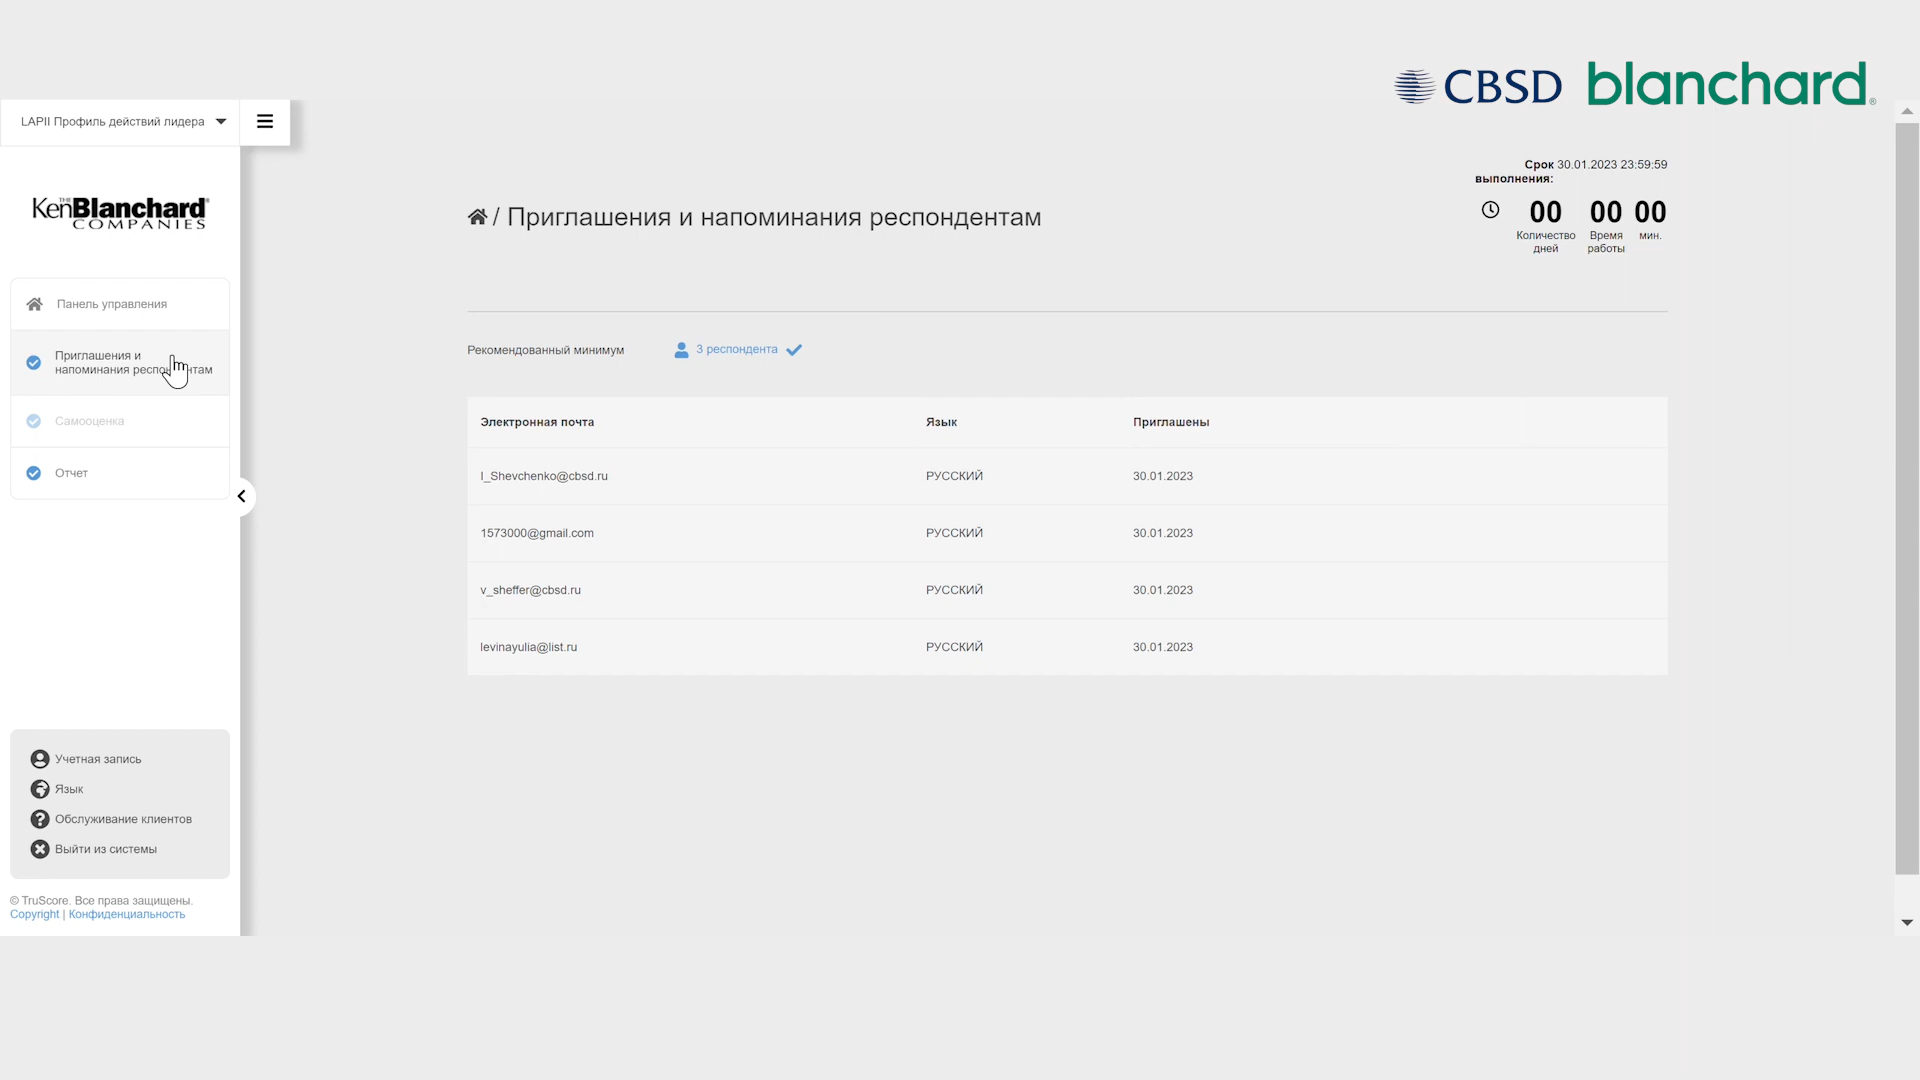 CBSD blanchard®
LAPII Профиль действий лидера
THE
KenBlanchard®
COMPANIES
Панель управления
Приглашения и
напоминания респ нтам
Самооценка
Отчет
Учетная запись
Язык
Обслуживание клиентов
Выйти из системы
© TruScore. Все права защищены.
Copyright | Конфиденциальность
/ Приглашения и напоминания респондентам
Срок 30.01.2023 23:59:59
выполнения:
00 00 00
Количество Время мин.
дней работы
Рекомендованный минимум 3 респондента
Электронная почта Язык Приглашены
I_Shevchenko@cbsd.ru РУССКИЙ 30.01.2023
1573000@gmail.com РУССКИЙ 30.01.2023
v_sheffer@cbsd.ru РУССКИЙ 30.01.2023
levinayulia@list.ru РУССКИЙ 30.01.2023